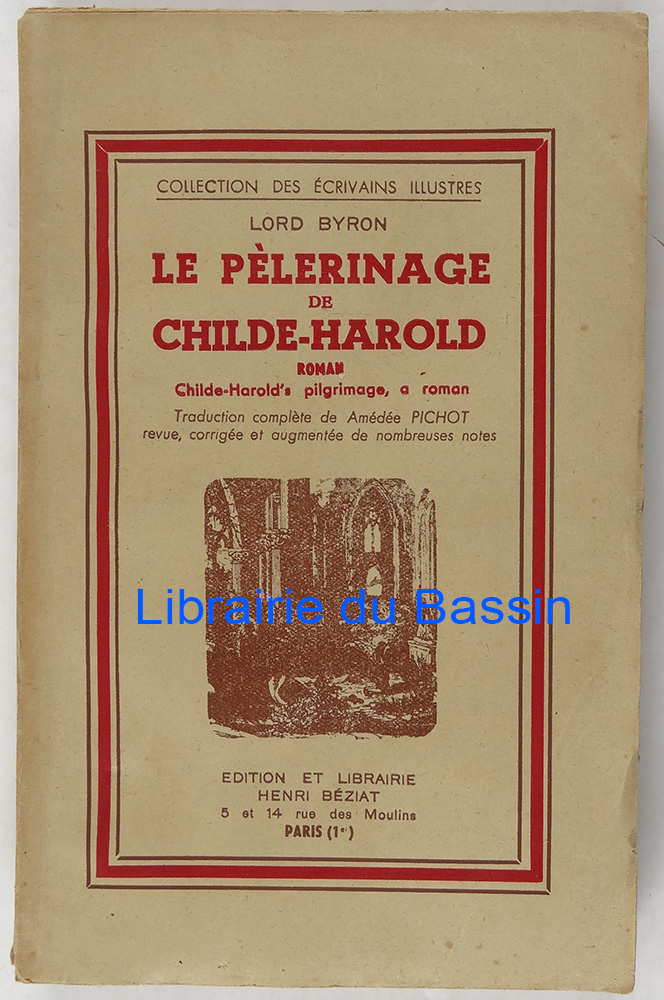 COLLECTION DES ÉCRIVAINS ILLUSTRES
LORD BYRON
LE PÈLERINAGE
DE
CHILDE-HAROLD
ROMAN
Childe-Harold's pilgrimage, a roman
Traduction complète de Amédée PICHOT
revue, corrigée et augmentée de nombreuses notes
Librairie du Bassin
EDITION ET LIBRAIRIE
HENRI BÉZIAT
5 et 14 rue des Moulins
PARIS (1er)